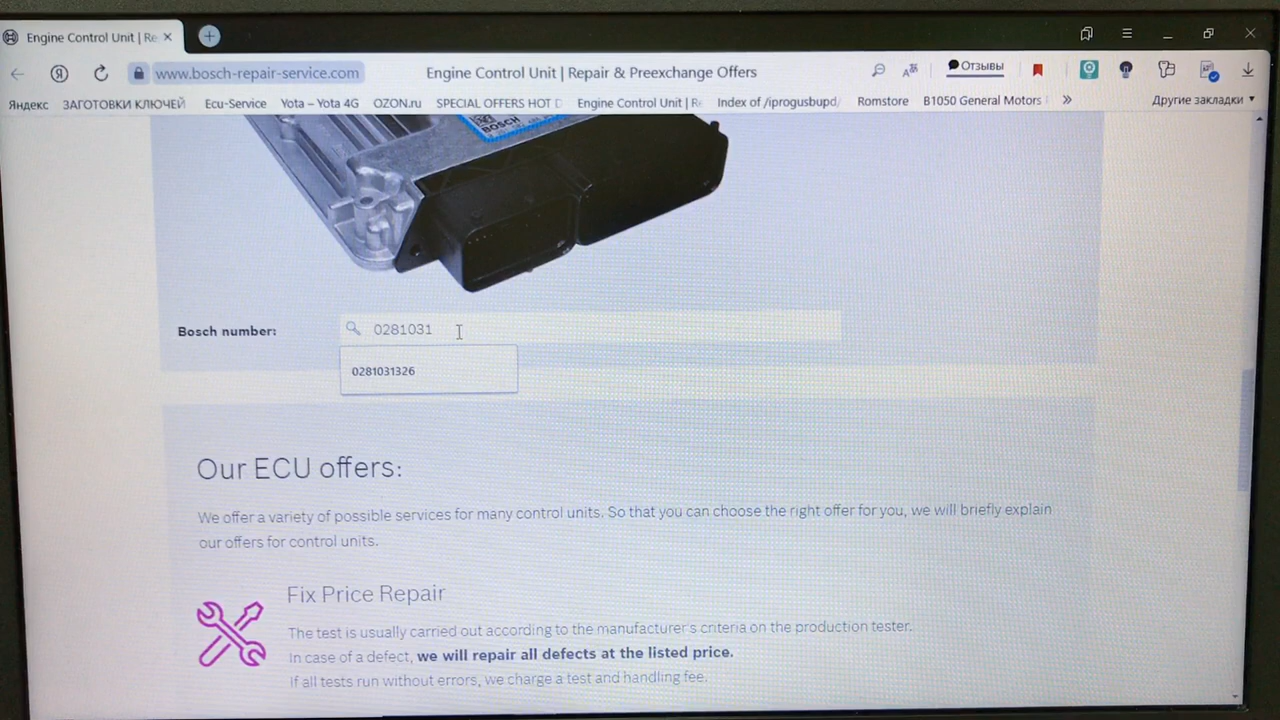 Engine Control Unit | Re
www.bosch-repair-service.com
Engine Control Unit | Repair & Preexchange Offers
Отзывы
Яндекс
ЗАГОТОВКИ КЛЮЧЕЙ
Ecu-Service
Yota – Yota 4G
OZON.ru
SPECIAL OFFERS HOT D
Engine Control Unit | Re
Index of /iprogusbupd/
Romstore
B1050 General Motors
Другие закладки
BOSCH
Bosch number:
0281031
0281031326
Our ECU offers:
We offer a variety of possible services for many control units. So that you can choose the right offer for you, we will briefly explain
our offers for control units.
Fix Price Repair
The test is usually carried out according to the manufacturer's criteria on the production tester.
In case of a defect, we will repair all defects at the listed price.
If all tests run without errors, we charge a test and handling fee.